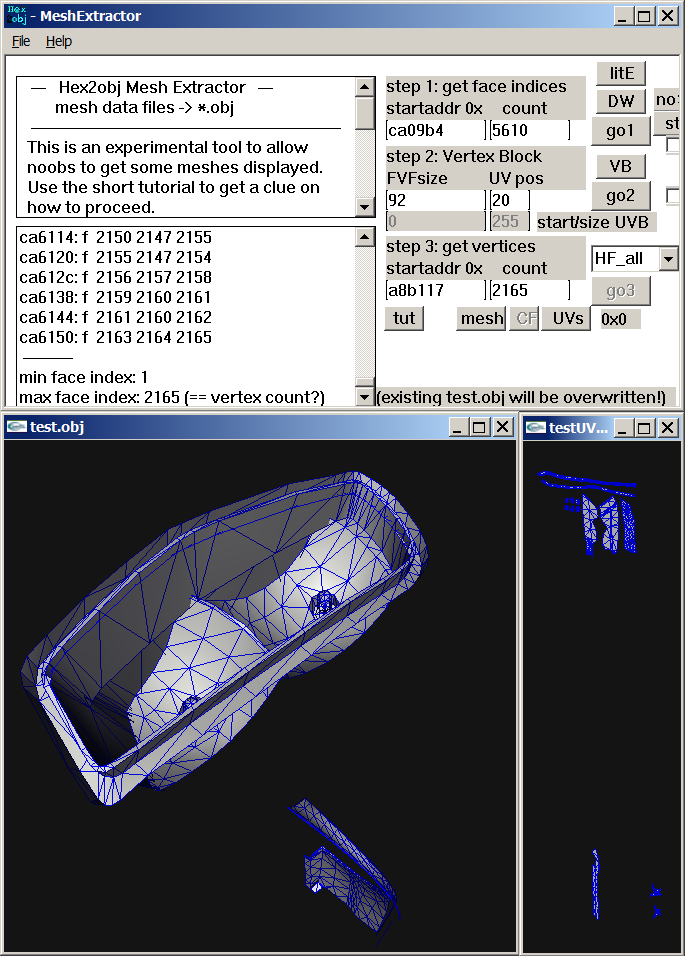 Hex obj - MeshExtractor
File Help
— Hex2obj Mesh Extractor —
mesh data files -> *.obj
This is an experimental tool to allow
noobs to get some meshes displayed.
Use the short tutorial to get a clue on
how to proceed.
ca6114: f 2150 2147 2155
ca6120: f 2155 2147 2154
ca612c: f 2156 2157 2158
ca6138: f 2159 2160 2161
ca6144: f 2161 2160 2162
ca6150: f 2163 2164 2165
min face index: 1
max face index: 2165 (== vertex count?)
step 1: get face indices
startaddr 0x count
ca09b4 5610
litE
DW
go1
no
st
step 2: Vertex Block
FVFsize UV pos
92 20
0 255 start/size UVB
VB
go2
step 3: get vertices
startaddr 0x count
a8b117 2165
HF_all
go3
tut mesh CF UVs 0x0
(existing test.obj will be overwritten!)
test.obj
testUV...